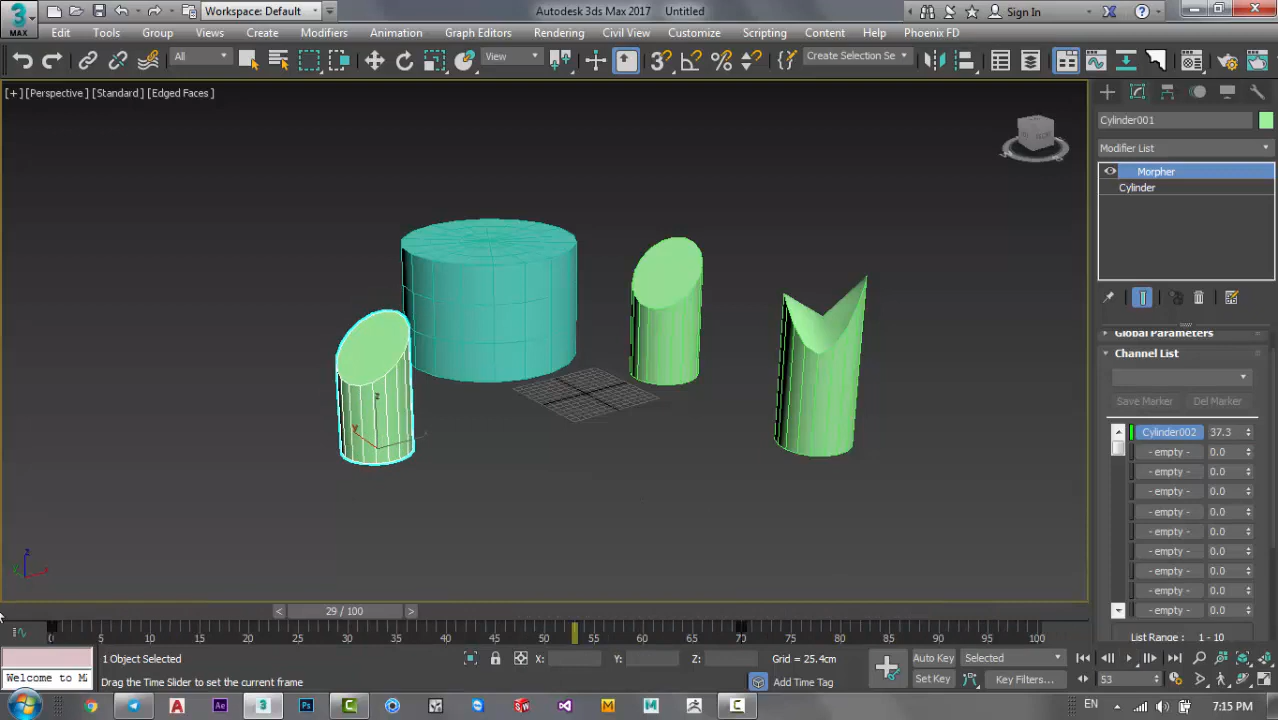 MAX
Workspace: Default
Autodesk 3ds Max 2017 Untitled
Sign In
Edit Tools Group Views Create Modifiers Animation Graph Editors Rendering Civil View Customize Scripting Content Help Phoenix FD
All
View
Create Selection Se
[+] [Perspective] [Standard] [Edged Faces]
Cylinder001
Modifier List
Morpher
Cylinder
Global Parameters
Channel List
Save Marker Del Marker
Cylinder002 37.3
- empty - 0.0
- empty - 0.0
- empty - 0.0
- empty - 0.0
- empty - 0.0
- empty - 0.0
- empty - 0.0
- empty - 0.0
- empty - 0.0
List Range : 1 - 10
z
y
x
z
x
< 29 / 100 >
0 5 10 15 20 25 30 35 40 45 50 55 60 65 70 75 80 85 90 95 100
1 Object Selected
X: Y: Z: Grid = 25.4cm
Auto Key Selected
Welcome to M
Drag the Time Slider to set the current frame
Add Time Tag
Set Key Key Filters...
53
EN 7:15 PM